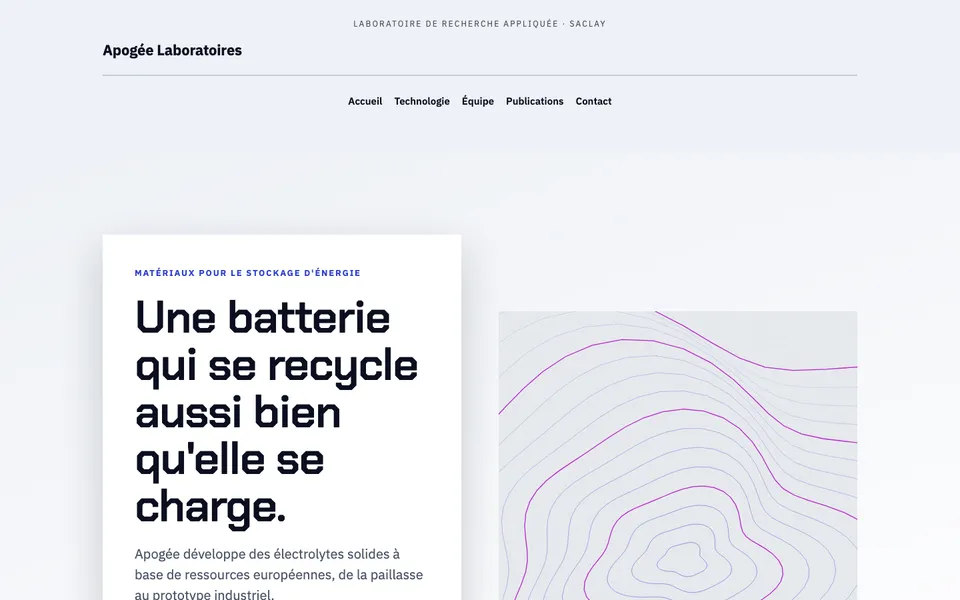 LABORATOIRE DE RECHERCHE APPLIQUÉE · SACLAY
Apogée Laboratoires
Accueil Technologie Équipe Publications Contact
MATÉRIAUX POUR LE STOCKAGE D'ÉNERGIE
Une batterie
qui se recycle
aussi bien
qu'elle se
charge.
Apogée développe des électrolytes solides à
base de ressources européennes, de la paillasse
au prototype industriel.